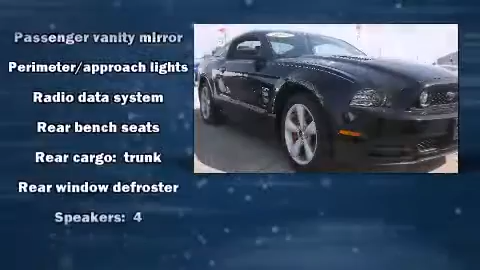 Passenger vanity mirror
Perimeter/approach lights
Radio data system
Rear bench seats
Rear cargo: trunk
Rear window defroster
Speakers: 4